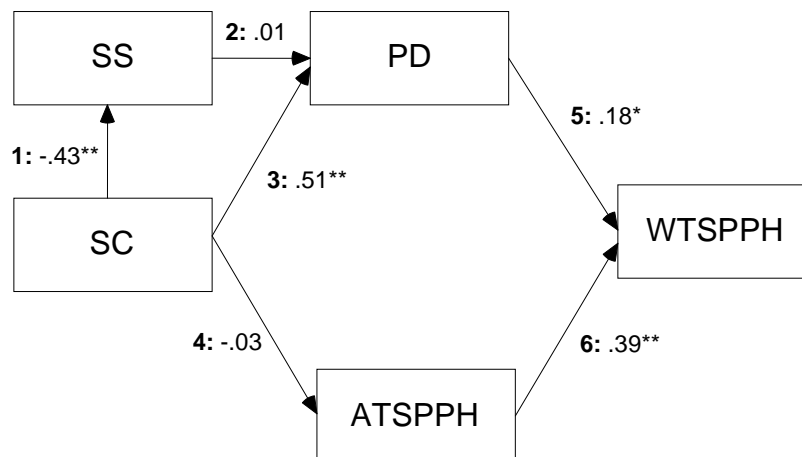 SS
2: .01
PD
1: -.43**
3: .51**
5: .18*
SC
WTSPPH
4: -.03
6: .39**
ATSPPH